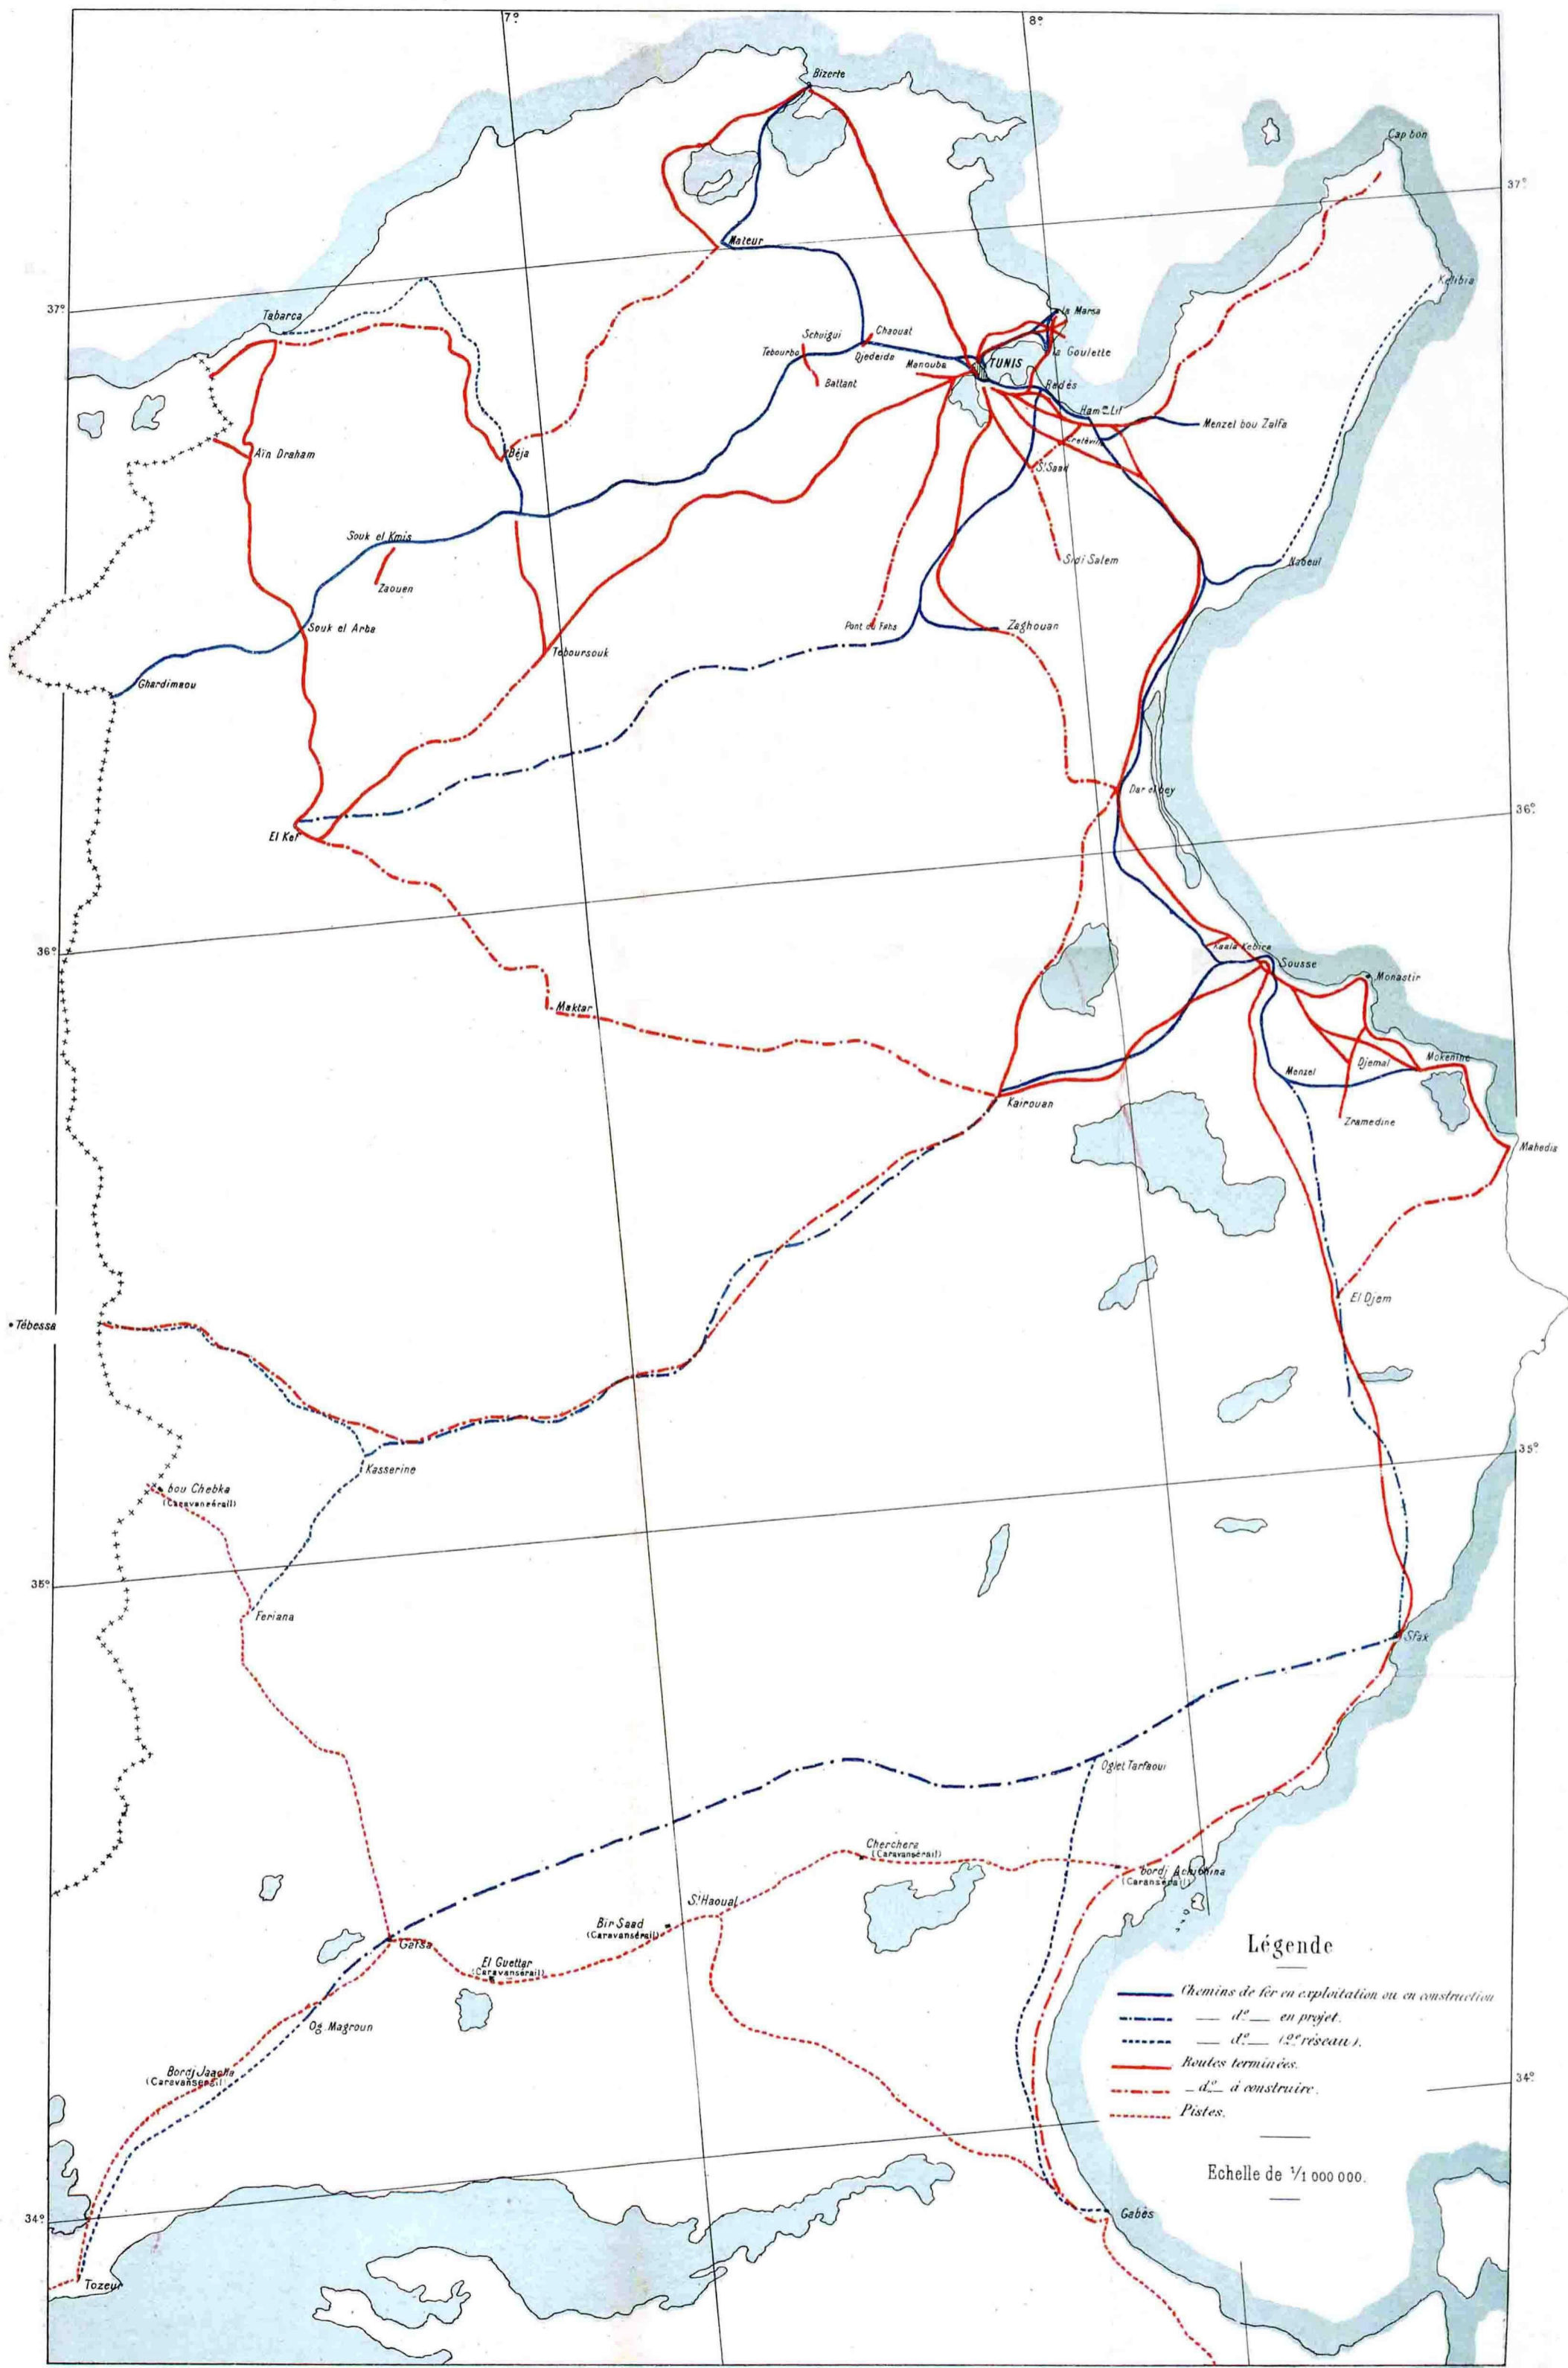 7°
8°
Bizerte
Cap bon
37°
Mateur
Kelibia
37°
Tabarca
la Marsa
Schuigui
Chaouat
Tebourba
Djedeida
la Goulette
Manouba
TUNIS
Battant
Radés
Ham^m Lif
Menzel bou Zalfa
Aïn Draham
Béja
S^t Saad
Souk el Kmis
Sidi Salem
Nabeul
Zaouen
Souk el Arba
Pont du Fahs
Zaghouan
Teboursouk
Ghardimaou
Dar el bey
36°
El Kef
36°
Kaala Kebira
Sousse
Monastir
Maktar
Menzel
Djemal
Mokenine
Kairouan
Zramedine
Mahedia
El Djem
Tébessa
35°
Kasserine
bou Chebka
(Caravansérail)
35°
Feriana
Sfax
Oglet Tarfaoui
Cherchera
(Caravansérail)
bordj Achichina
(Caransérail)
S^i Haoual
Bir Saad
(Caravansérail)
Gafsa
El Guettar
(Caravansérail)
Og. Magroun
Bordj Jaacha
(Caravansérail)
Légende
Chemins de fer en exploitation ou en construction
— d° — en projet.
— d° — (2e réseau).
Routes terminées.
_ d° _ à construire.
Pistes.
34°
Echelle de 1/1 000 000.
34°
Gabès
Tozeur